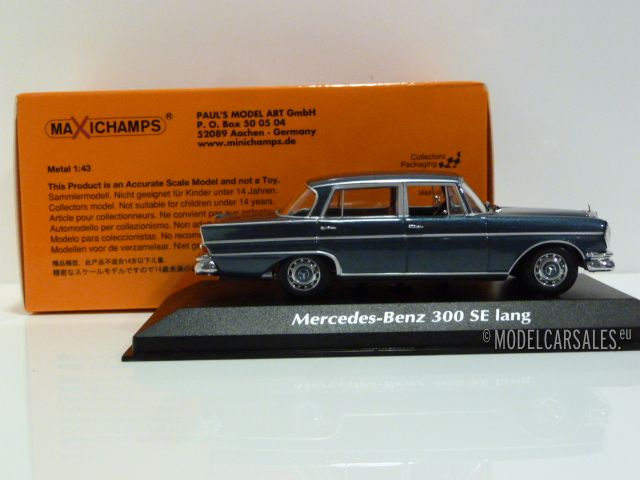 MAXICHAMPS®
PAUL'S MODEL ART GmbH
P. O. Box 50 05 04
52089 Aachen - Germany
www.minichamps.de
Metal 1:43
Collectors
Packaging
This Product is an Accurate Scale Model and not a Toy.
Sammlermodell. Nicht geeignet für Kinder unter 14 Jahren.
Collectors model. Not suitable for children under 14 years.
Article pour collectionneurs. Ne convient pas aux
Automodello per collezionismo. Non adatto
Modelo para coleccionistas. No
Modellen voor de verzamelaar. Niet
Mercedes-Benz 300 SE lang
© MODELCARSALES.eu